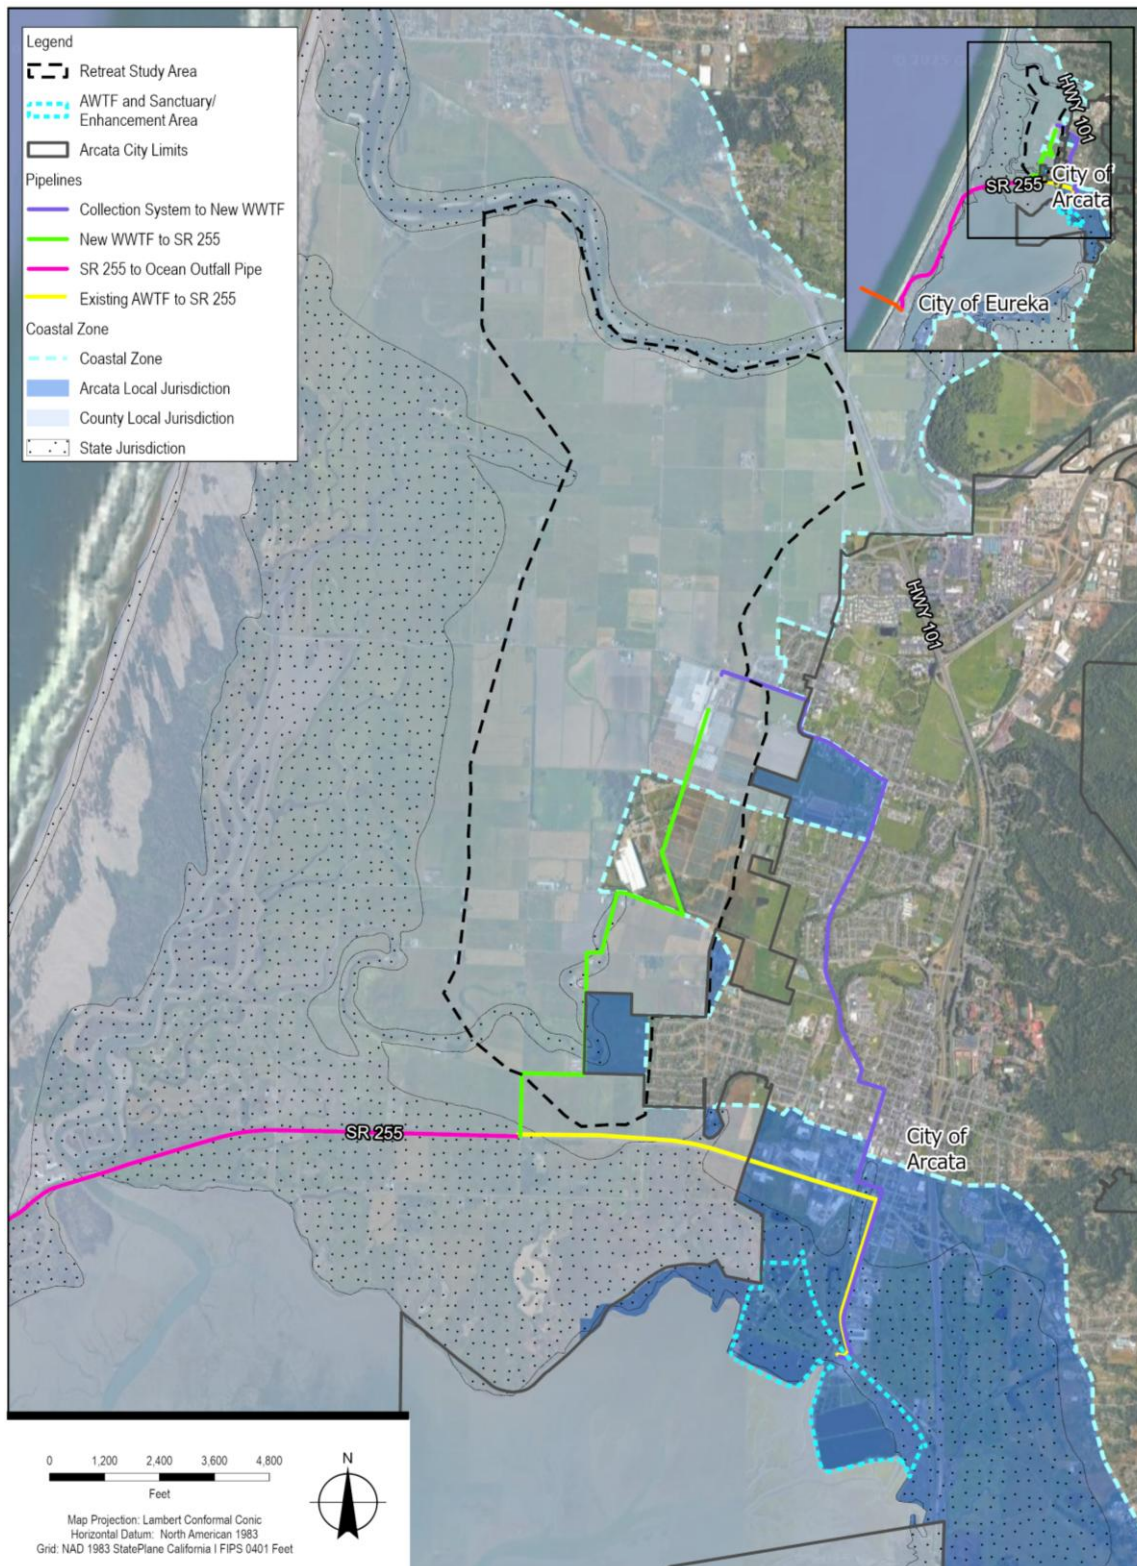 Legend
Retreat Study Area
AWTF and Sanctuary/
Enhancement Area
Arcata City Limits
Pipelines
Collection System to New WWTF
New WWTF to SR 255
SR 255 to Ocean Outfall Pipe
Existing AWTF to SR 255
Coastal Zone
Coastal Zone
Arcata Local Jurisdiction
County Local Jurisdiction
State Jurisdiction
HWY 101
SR 255
City of
Arcata
City of Eureka
HWY 101
SR 255
City of
Arcata
0 1,200 2,400 3,600 4,800
Feet
N
Map Projection: Lambert Conformal Conic
Horizontal Datum: North American 1983
Grid: NAD 1983 StatePlane California I FIPS 0401 Feet